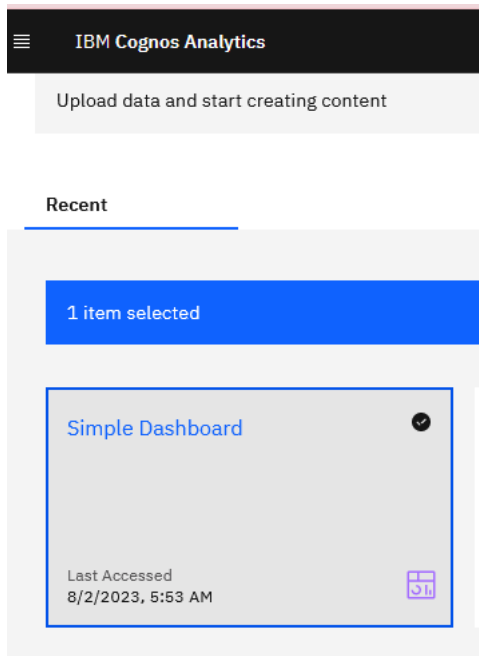 IBM Cognos Analytics
Upload data and start creating content
Recent
1 item selected
Simple Dashboard
Last Accessed
8/2/2023, 5:53 AM